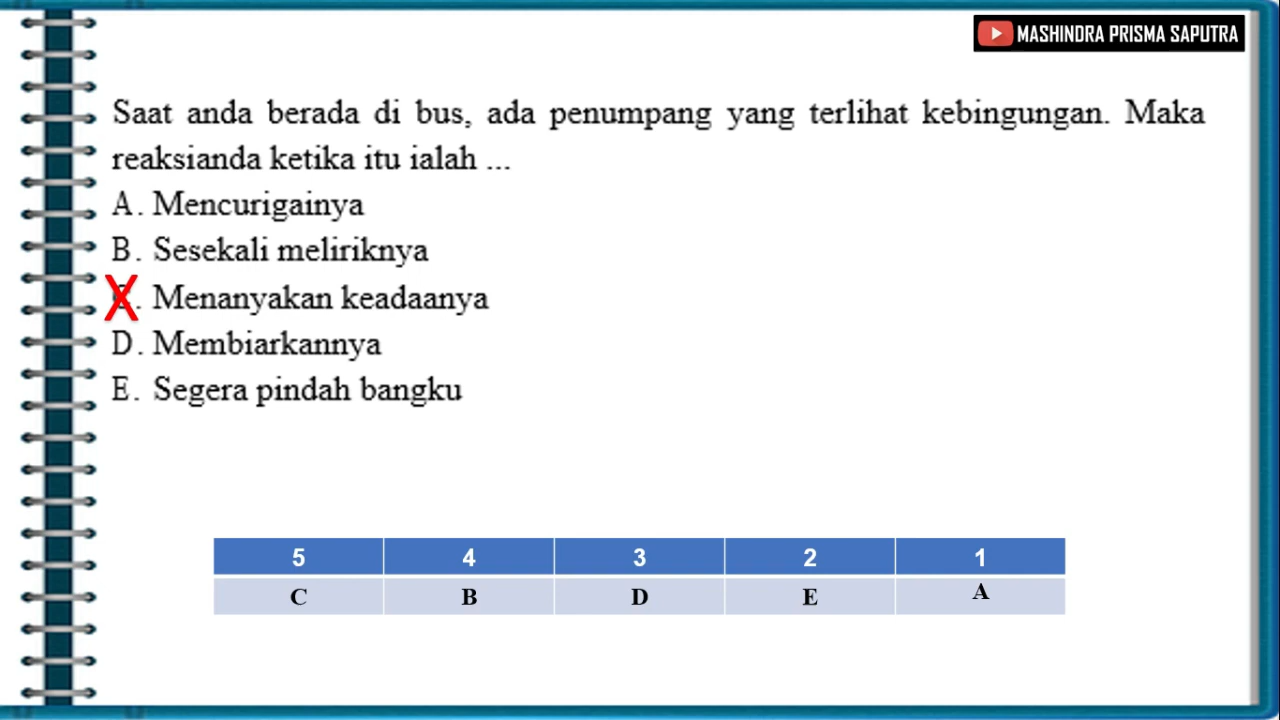 MASHINDRA PRISMA SAPUTRA
Saat anda berada di bus, ada penumpang yang terlihat kebingungan. Maka
reaksianda ketika itu ialah ...
A. Mencurigainya
B. Sesekali meliriknya
C. Menanyakan keadaanya
D. Membiarkannya
E. Segera pindah bangku
5 4 3 2 1
C B D E A